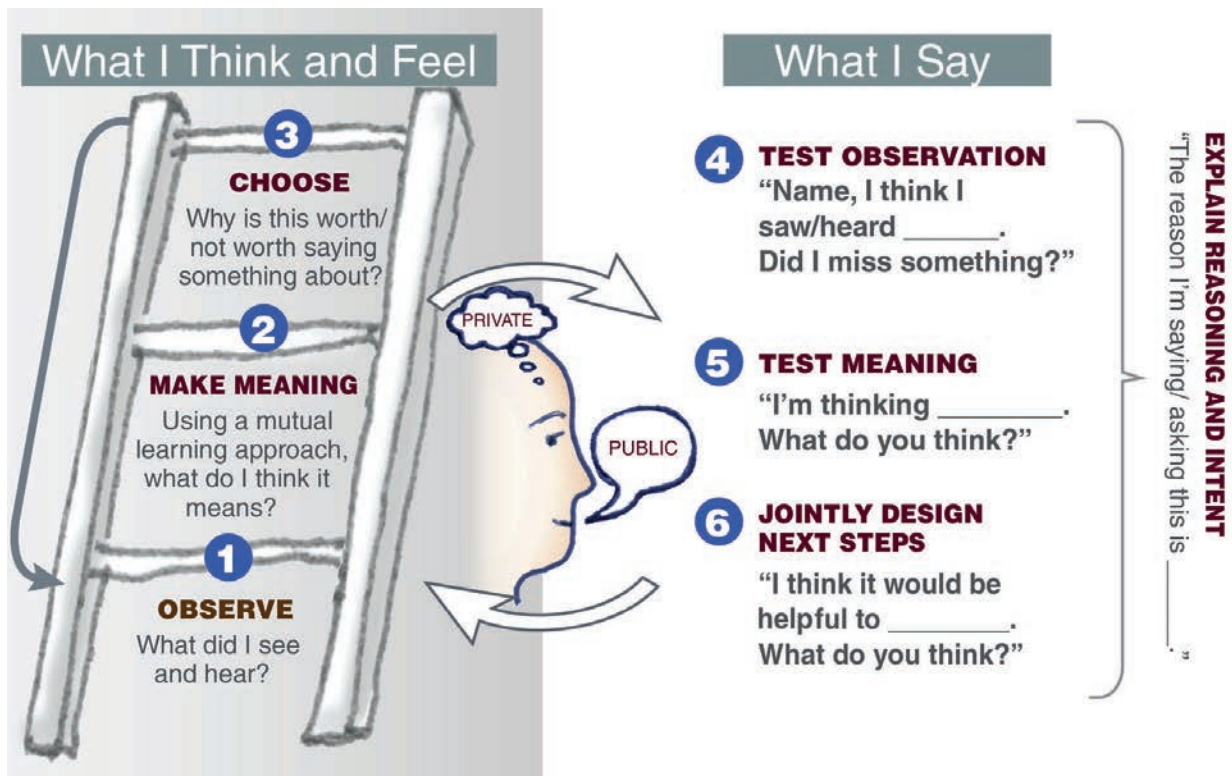 What I Think and Feel
3
CHOOSE
Why is this worth/
not worth saying
something about?
2
MAKE MEANING
Using a mutual
learning approach,
what do I think it
means?
1
OBSERVE
What did I see
and hear?
PRIVATE
PUBLIC
What I Say
4 TEST OBSERVATION
“Name, I think I
saw/heard _______.
Did I miss something?”
5 TEST MEANING
“I’m thinking _________.
What do you think?”
6 JOINTLY DESIGN
NEXT STEPS
“I think it would be
helpful to _________.
What do you think?”
EXPLAIN REASONING AND INTENT
“The reason I’m saying/ asking this is _________.”